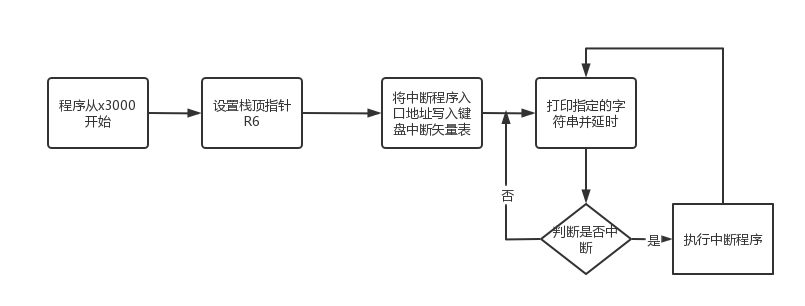 程序从x3000
开始
设置栈顶指针
R6
将中断程序入
口地址写入键
盘中断矢量表
打印指定的字
符串并延时
否
判断是否中
断
是
执行中断程序